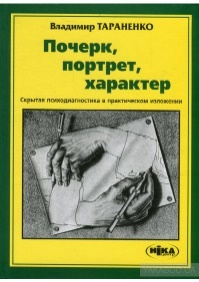 Владимир ТАРАНЕНКО
Почерк,
портрет,
характер
Скрытая психодиагностика в практическом изложении
НІКА